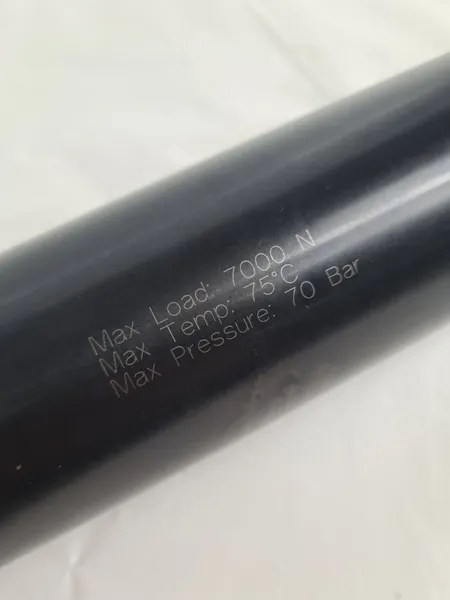 Max Load: 7000 N
Max Temp: 75°C
Max Pressure: 70 Bar